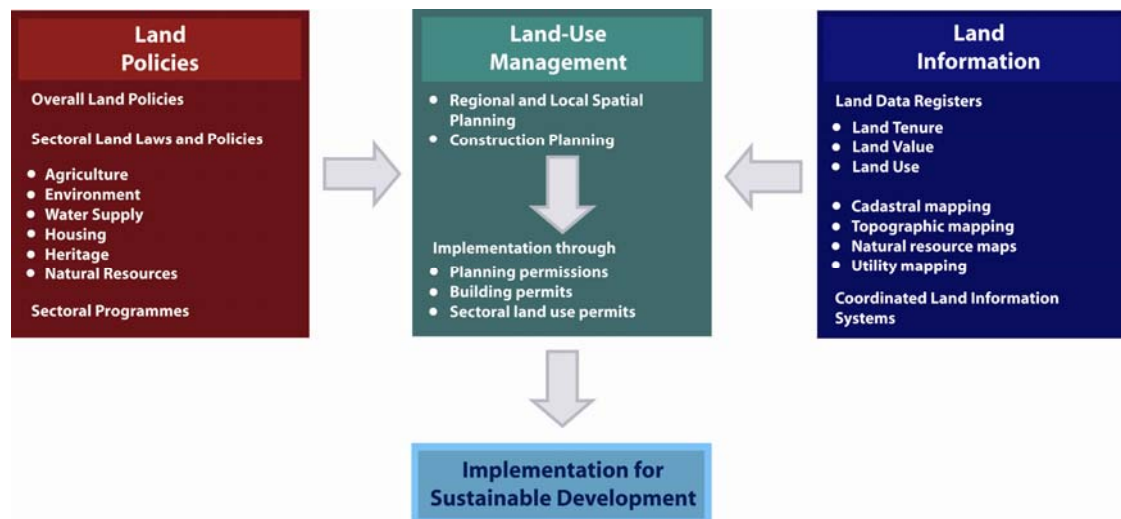 Land
Policies
Overall Land Policies
Sectoral Land Laws and Policies
• Agriculture
• Environment
• Water Supply
• Housing
• Heritage
• Natural Resources
Sectoral Programmes
Land-Use
Management
• Regional and Local Spatial
Planning
• Construction Planning
Implementation through
• Planning permissions
• Building permits
• Sectoral land use permits
Land
Information
Land Data Registers
• Land Tenure
• Land Value
• Land Use
• Cadastral mapping
• Topographic mapping
• Natural resource maps
• Utility mapping
Coordinated Land Information
Systems
Implementation for
Sustainable Development